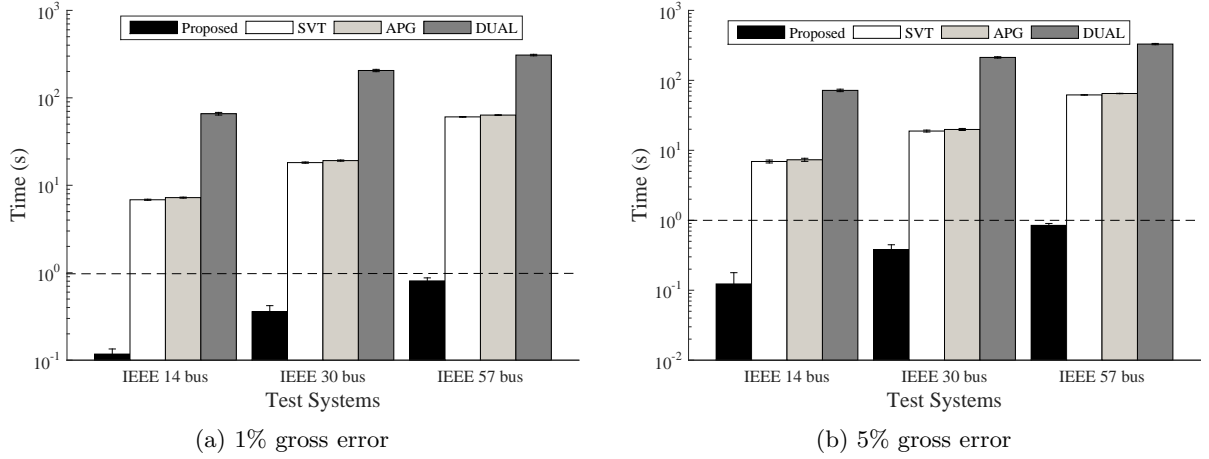 Proposed SVT APG DUAL
Time (s)
10^3
10^2
10^1
10^0
10^-1
IEEE 14 bus IEEE 30 bus IEEE 57 bus
Test Systems
(a) 1% gross error
Proposed SVT APG DUAL
Time (s)
10^3
10^2
10^1
10^0
10^-1
10^-2
IEEE 14 bus IEEE 30 bus IEEE 57 bus
Test Systems
(b) 5% gross error